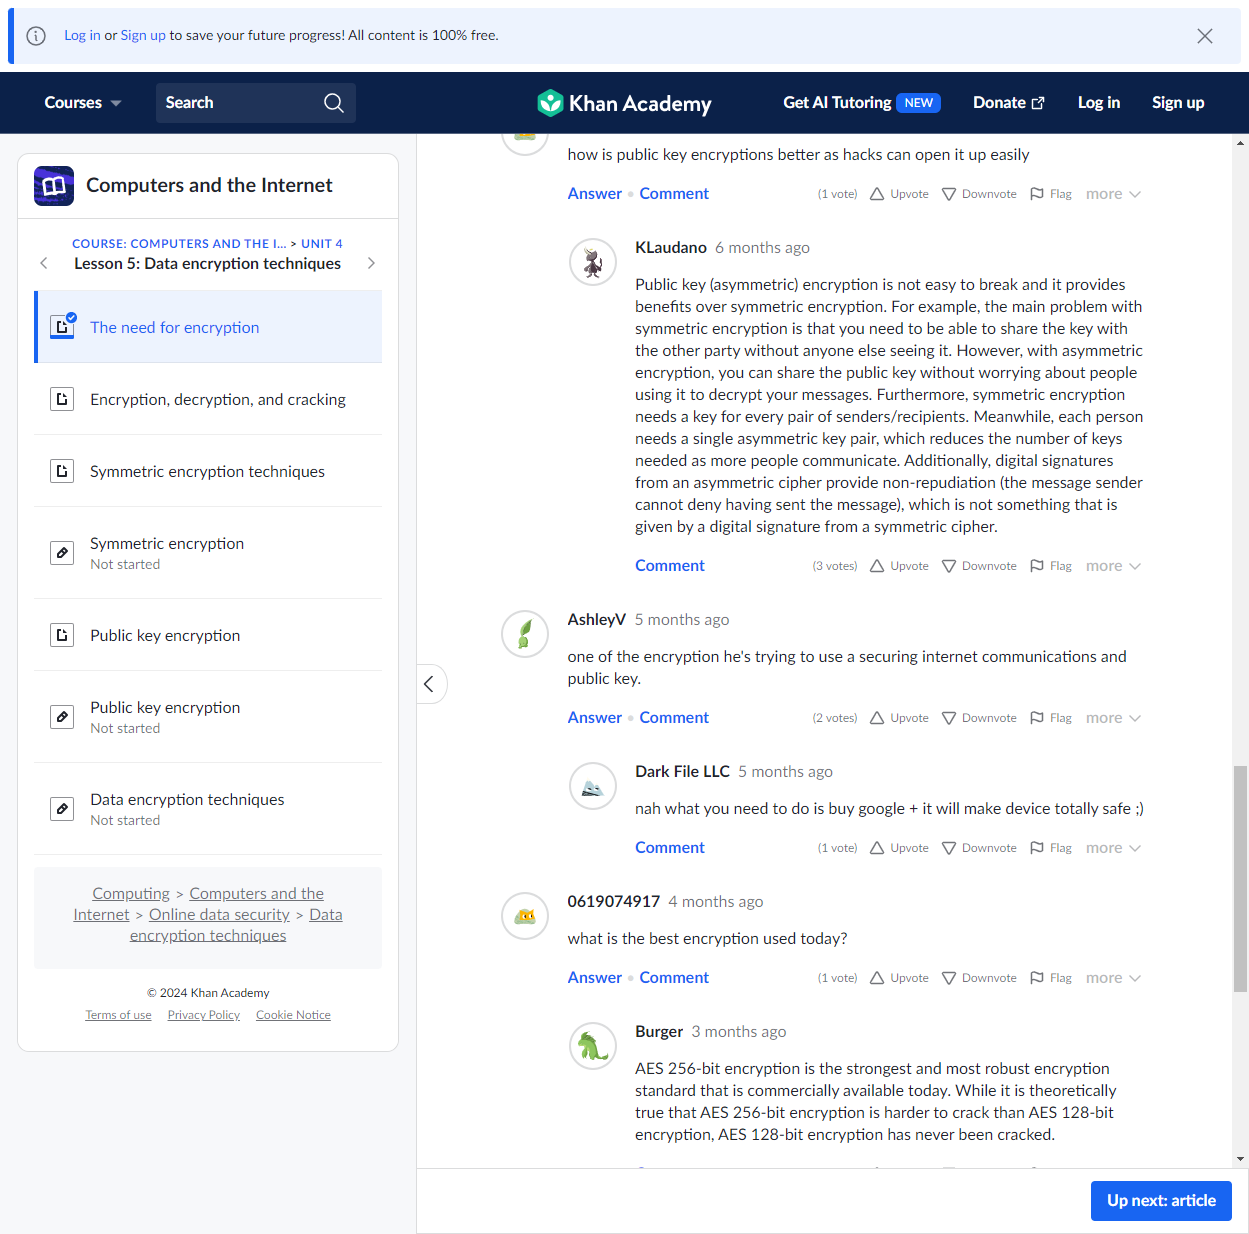 Log in or Sign up to save your future progress! All content is 100% free.
Courses
Search
Khan Academy
Get AI Tutoring NEW
Donate
Log in
Sign up
Computers and the Internet
COURSE: COMPUTERS AND THE I... > UNIT 4
Lesson 5: Data encryption techniques
The need for encryption
Encryption, decryption, and cracking
Symmetric encryption techniques
Symmetric encryption
Not started
Public key encryption
Public key encryption
Not started
Data encryption techniques
Not started
Computing > Computers and the
Internet > Online data security > Data
encryption techniques
© 2024 Khan Academy
Terms of use Privacy Policy Cookie Notice
how is public key encryptions better as hacks can open it up easily
Answer • Comment (1 vote) Upvote Downvote Flag more
KLaudano 6 months ago
Public key (asymmetric) encryption is not easy to break and it provides
benefits over symmetric encryption. For example, the main problem with
symmetric encryption is that you need to be able to share the key with
the other party without anyone else seeing it. However, with asymmetric
encryption, you can share the public key without worrying about people
using it to decrypt your messages. Furthermore, symmetric encryption
needs a key for every pair of senders/recipients. Meanwhile, each person
needs a single asymmetric key pair, which reduces the number of keys
needed as more people communicate. Additionally, digital signatures
from an asymmetric cipher provide non-repudiation (the message sender
cannot deny having sent the message), which is not something that is
given by a digital signature from a symmetric cipher.
Comment (3 votes) Upvote Downvote Flag more
AshleyV 5 months ago
one of the encryption he's trying to use a securing internet communications and
public key.
Answer • Comment (2 votes) Upvote Downvote Flag more
Dark File LLC 5 months ago
nah what you need to do is buy google + it will make device totally safe ;)
Comment (1 vote) Upvote Downvote Flag more
0619074917 4 months ago
what is the best encryption used today?
Answer • Comment (1 vote) Upvote Downvote Flag more
Burger 3 months ago
AES 256-bit encryption is the strongest and most robust encryption
standard that is commercially available today. While it is theoretically
true that AES 256-bit encryption is harder to crack than AES 128-bit
encryption, AES 128-bit encryption has never been cracked.
Up next: article